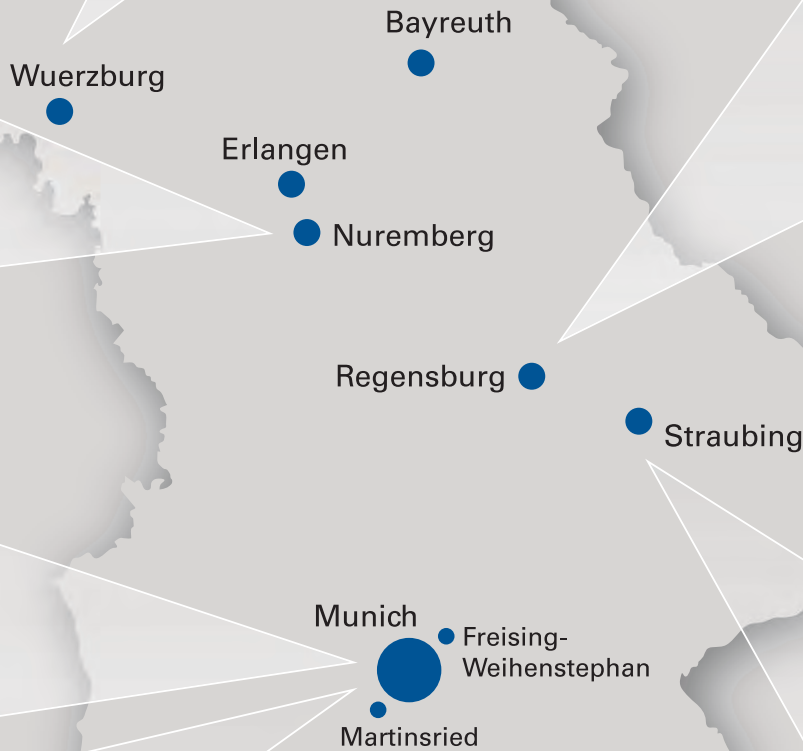 Bayreuth
Wuerzburg
Erlangen
Nuremberg
Regensburg
Straubing
Munich
Freising-
Weihenstephan
Martinsried